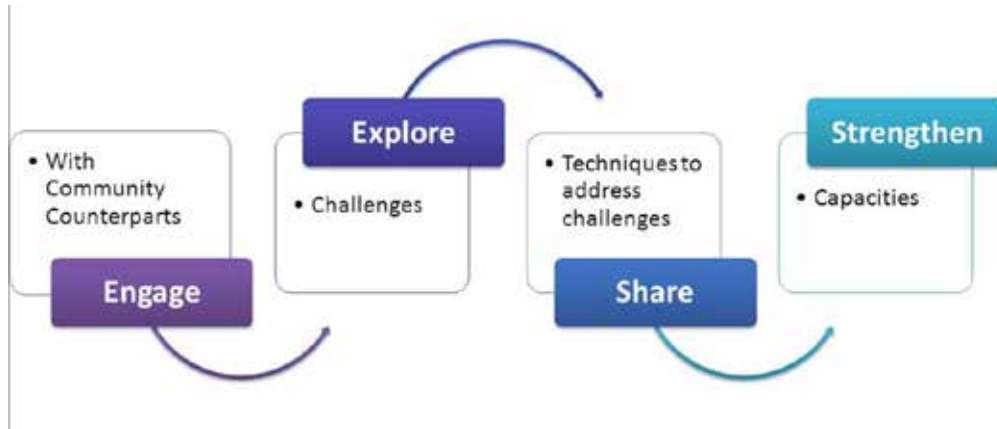 • With
Community
Counterparts
Engage
Explore
• Challenges
• Techniques to
address
challenges
Share
Strengthen
• Capacities